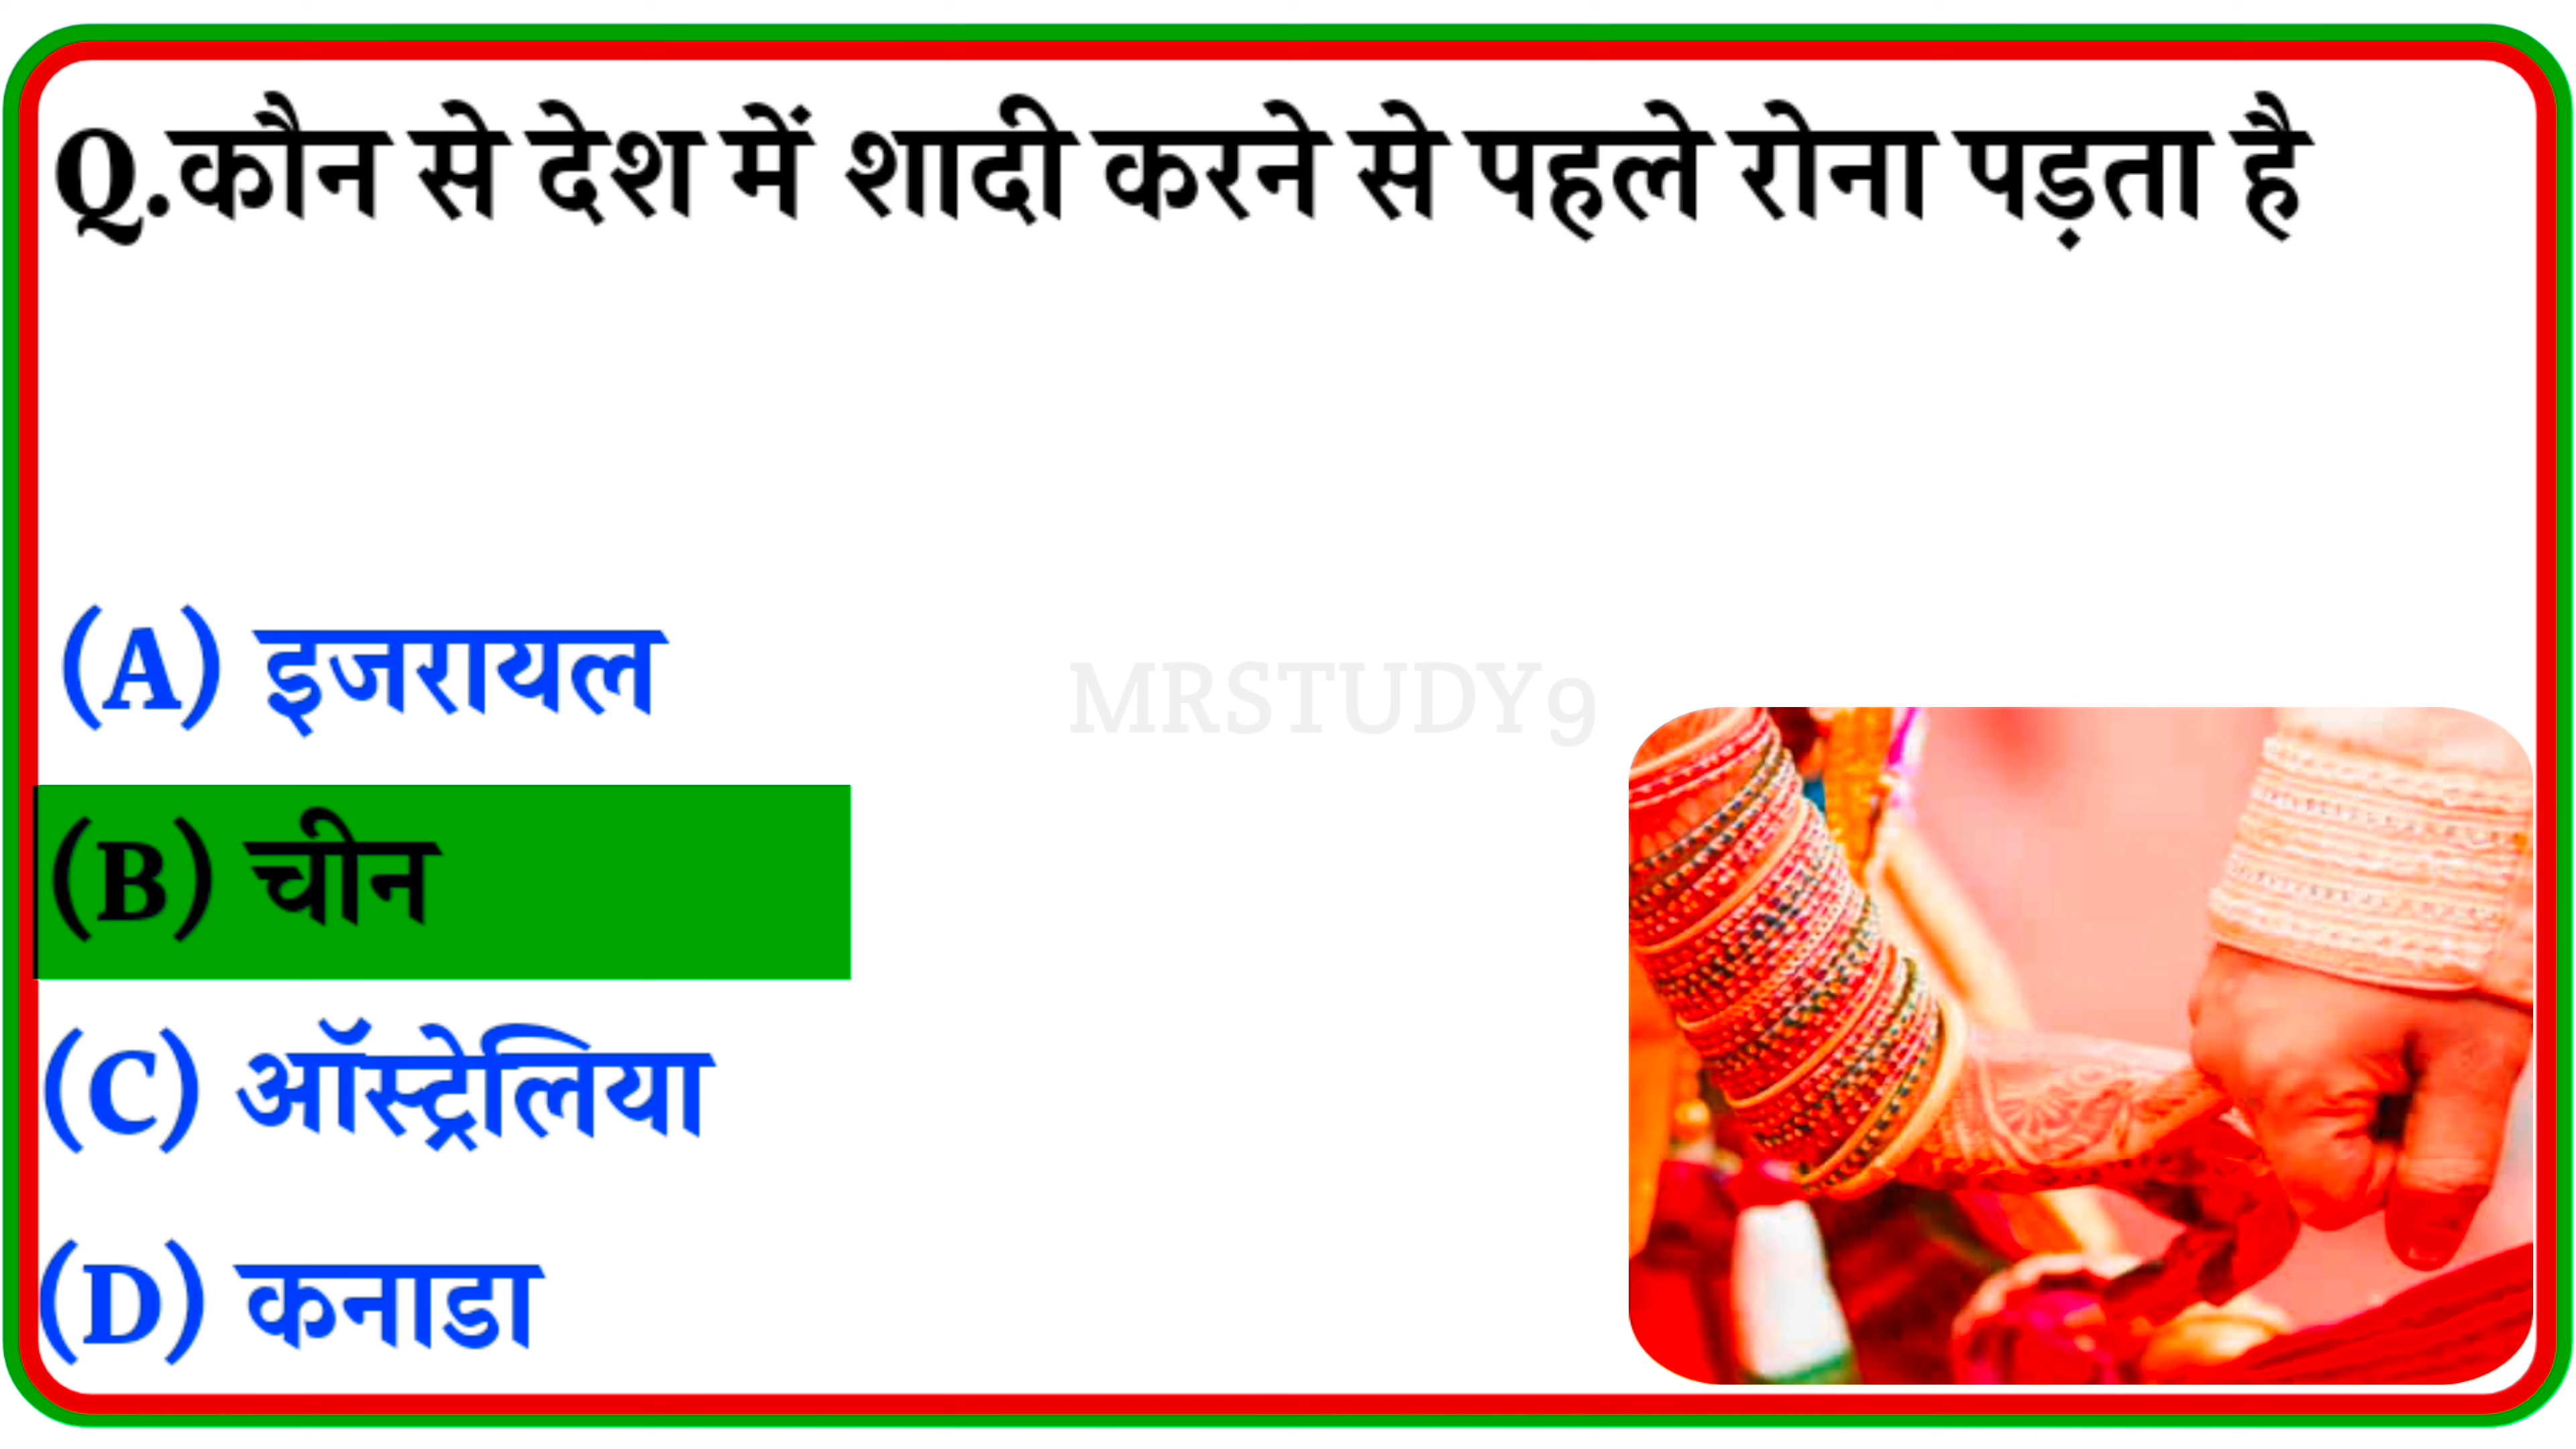 Q.कौन से देश में शादी करने से पहले रोना पड़ता है
(A) इजरायल
MRSTUDY9
(B) चीन
(C) ऑस्ट्रेलिया
(D) कनाडा